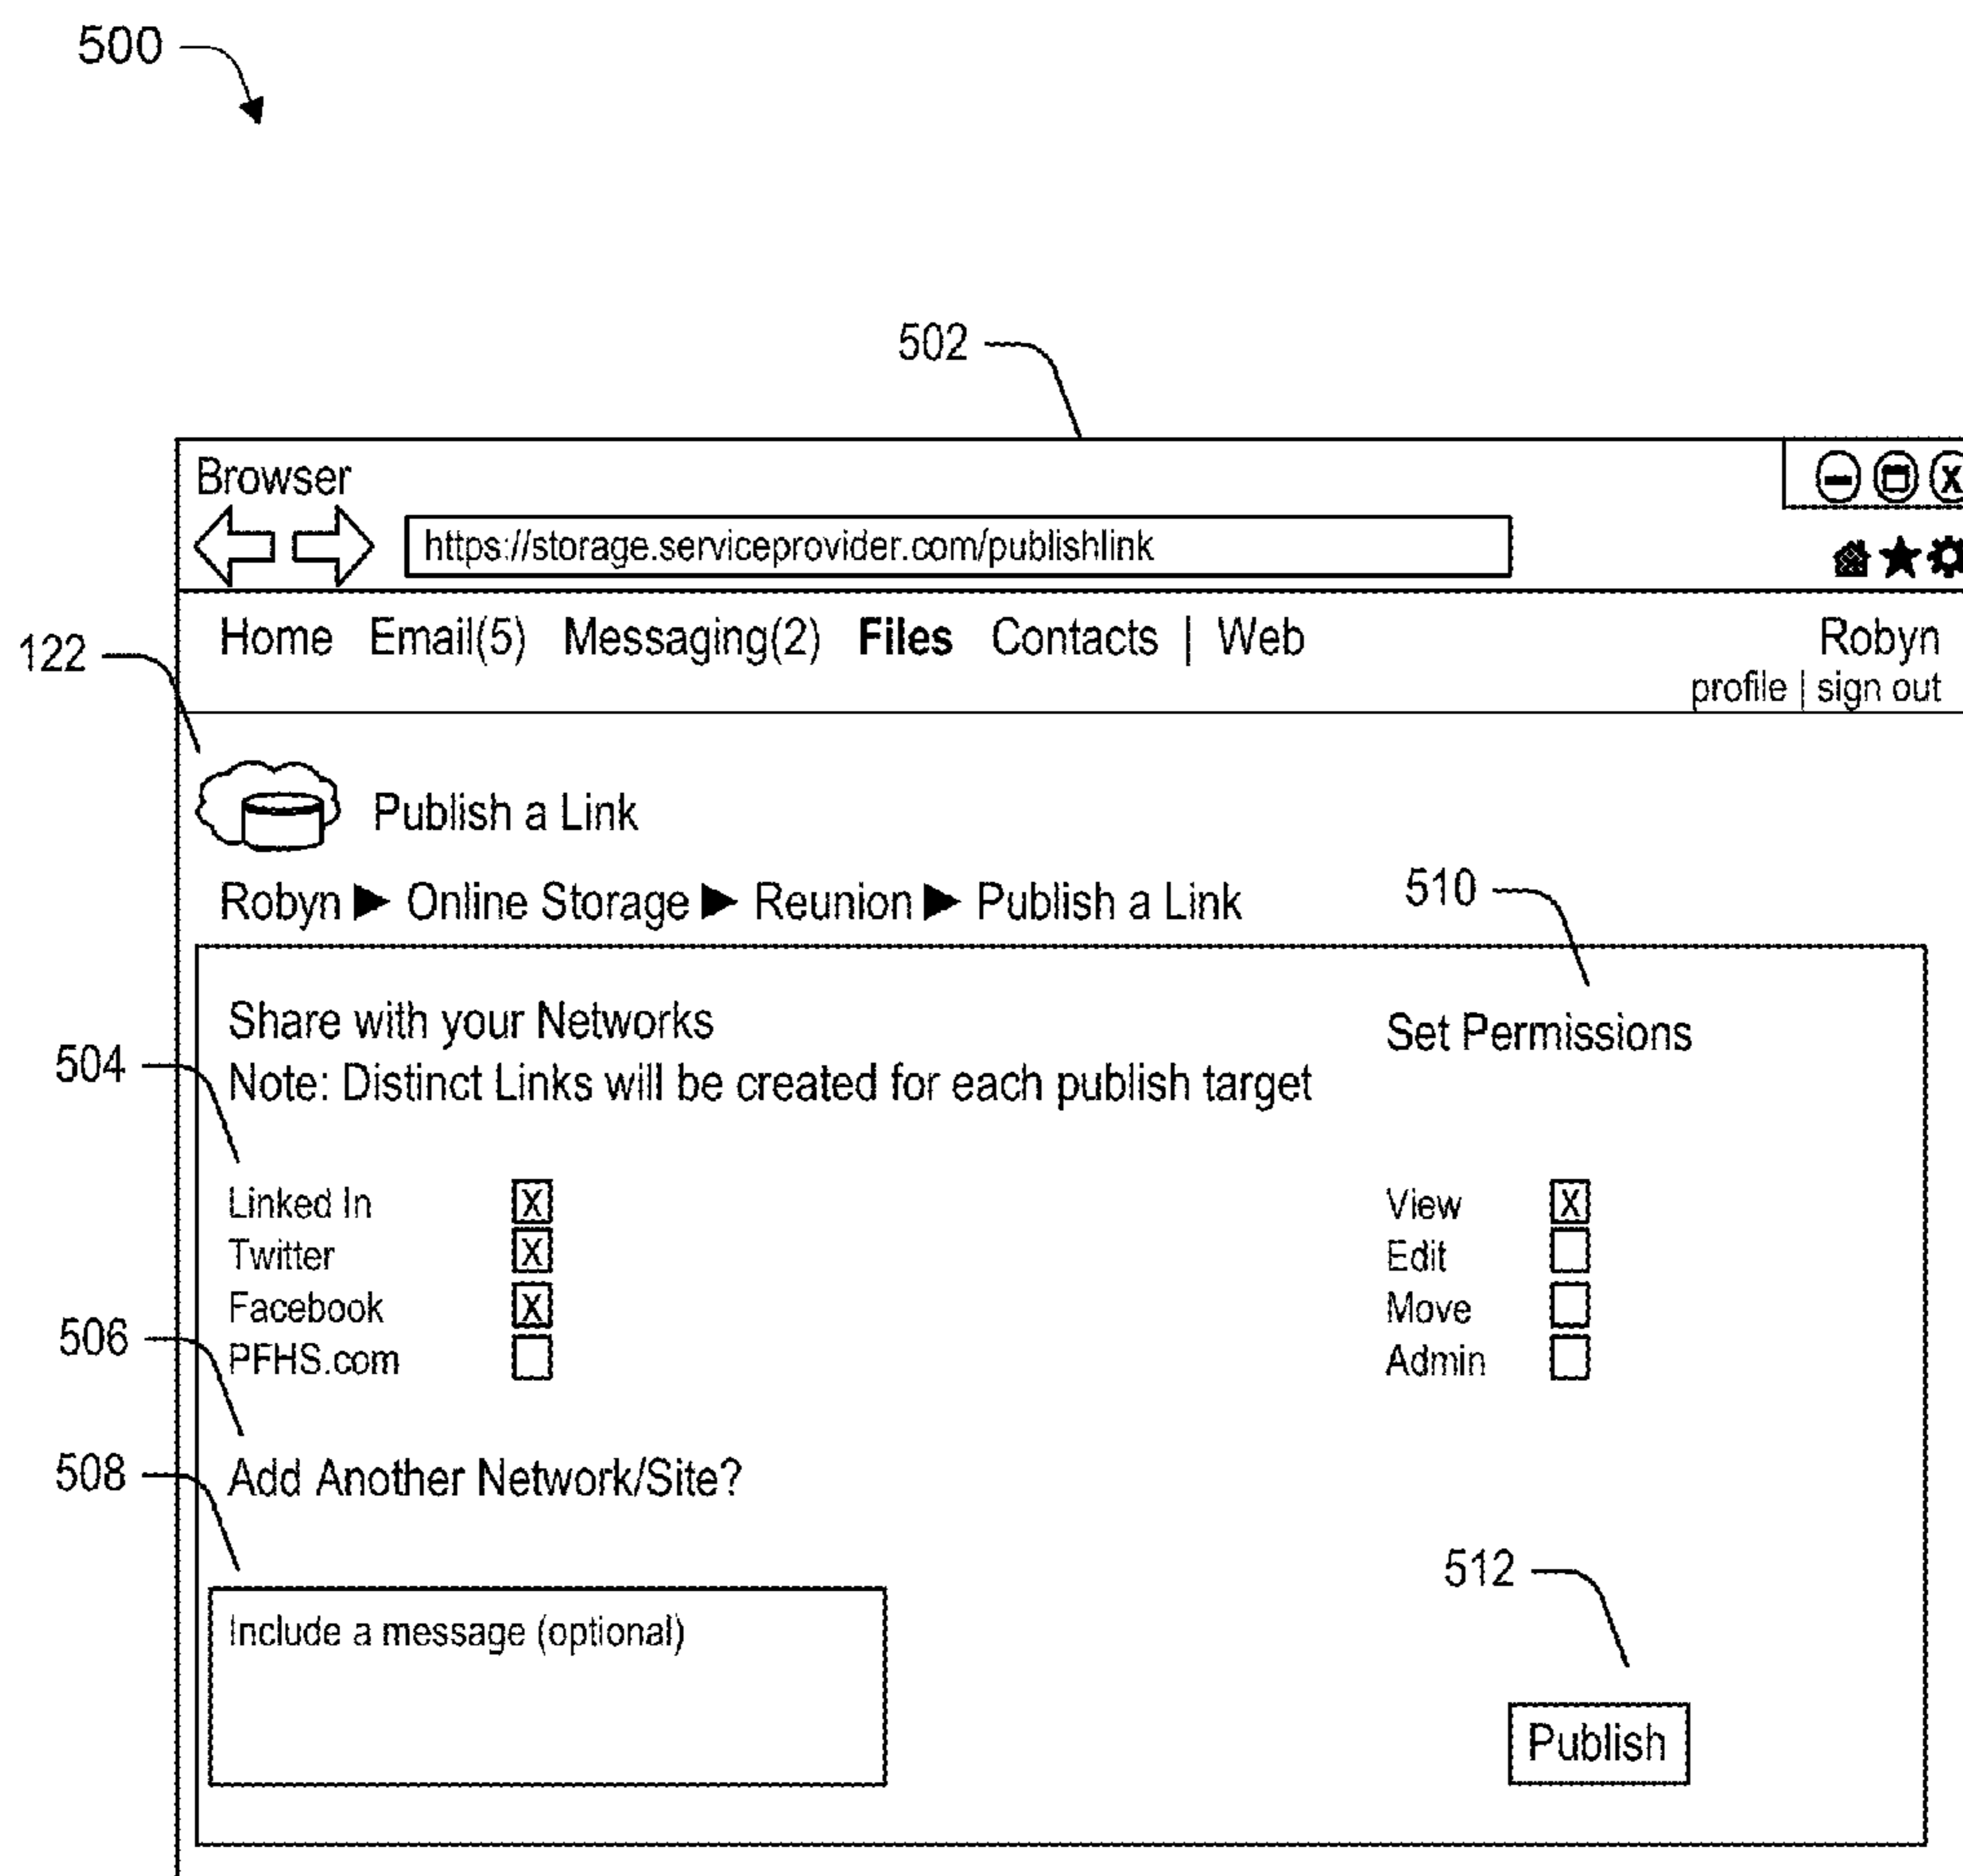 500
502
Browser
X
https://storage.serviceprovider.com/publishlink
122
Home Email(5) Messaging(2) Files Contacts | Web
Robyn
profile | sign out
Publish a Link
Robyn ▶ Online Storage ▶ Reunion ▶ Publish a Link
510
Share with your Networks
Set Permissions
504
Note: Distinct Links will be created for each publish target
Linked In X
View X
Twitter X
Edit
Facebook X
Move
506
PFHS.com
Admin
508
Add Another Network/Site?
512
Include a message (optional)
Publish